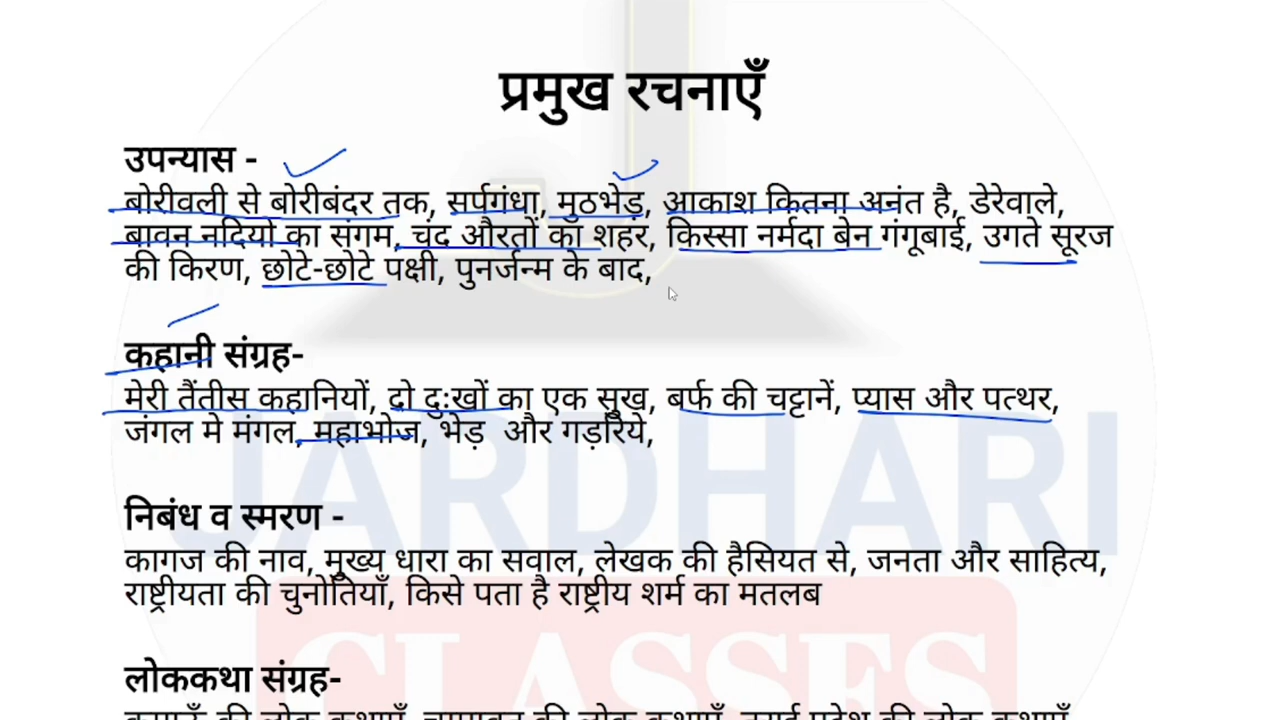 प्रमुख रचनाएँ
उपन्यास -
बोरीवली से बोरीबंदर तक, सर्पगंधा, मुठभेड़, आकाश कितना अनंत है, डेरेवाले,
बावन नदियो का संगम, चंद औरतों का शहर, किस्सा नर्मदा बेन गंगूबाई, उगते सूरज
की किरण, छोटे-छोटे पक्षी, पुनर्जन्म के बाद,
कहानी संग्रह-
मेरी तैंतीस कहानियों, दो दुःखों का एक सुख, बर्फ की चट्टानें, प्यास और पत्थर,
जंगल मे मंगल, महाभोज, भेड़ और गड़रिये,
निबंध व स्मरण -
कागज की नाव, मुख्य धारा का सवाल, लेखक की हैसियत से, जनता और साहित्य,
राष्ट्रीयता की चुनोतियाँ, किसे पता है राष्ट्रीय शर्म का मतलब
JARDHARI
CLASSES
लोककथा संग्रह-